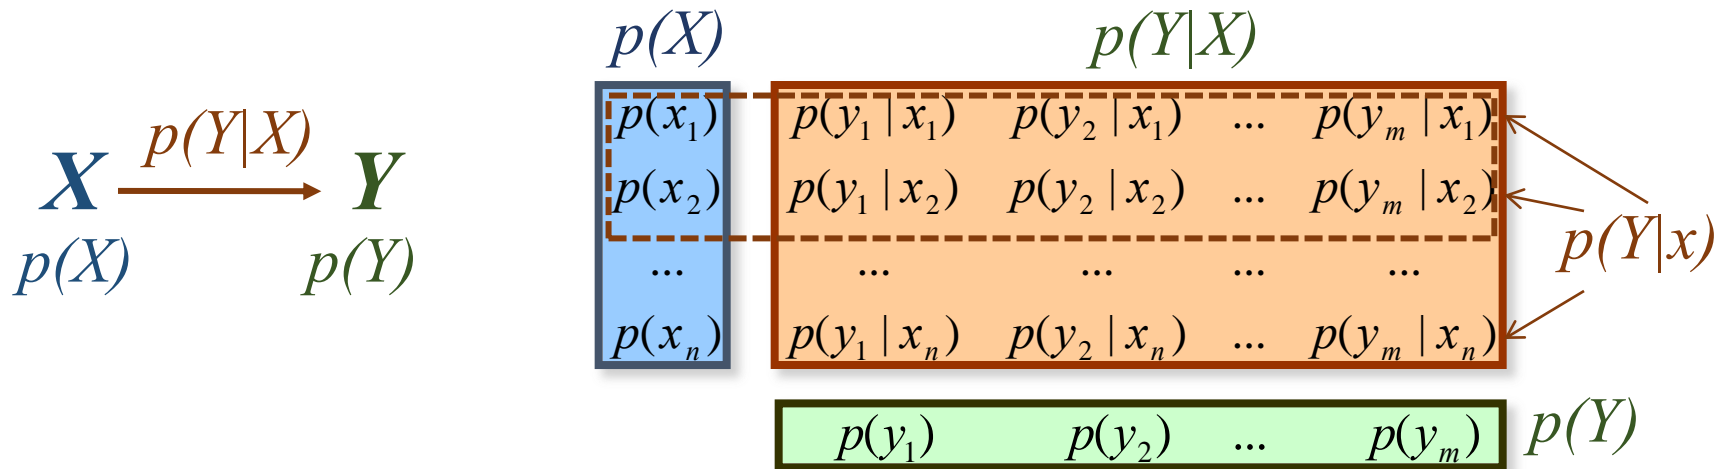 p(Y|X)
X Y
p(X) p(Y)
p(X) p(Y|X)
p(x₁) p(y₁ | x₁) p(y₂ | x₁) ... p(yₘ | x₁)
p(x₂) p(y₁ | x₂) p(y₂ | x₂) ... p(yₘ | x₂)
... ... ... ... ...
p(xₙ) p(y₁ | xₙ) p(y₂ | xₙ) ... p(yₘ | xₙ)
p(Y|x)
p(y₁) p(y₂) ... p(yₘ) p(Y)